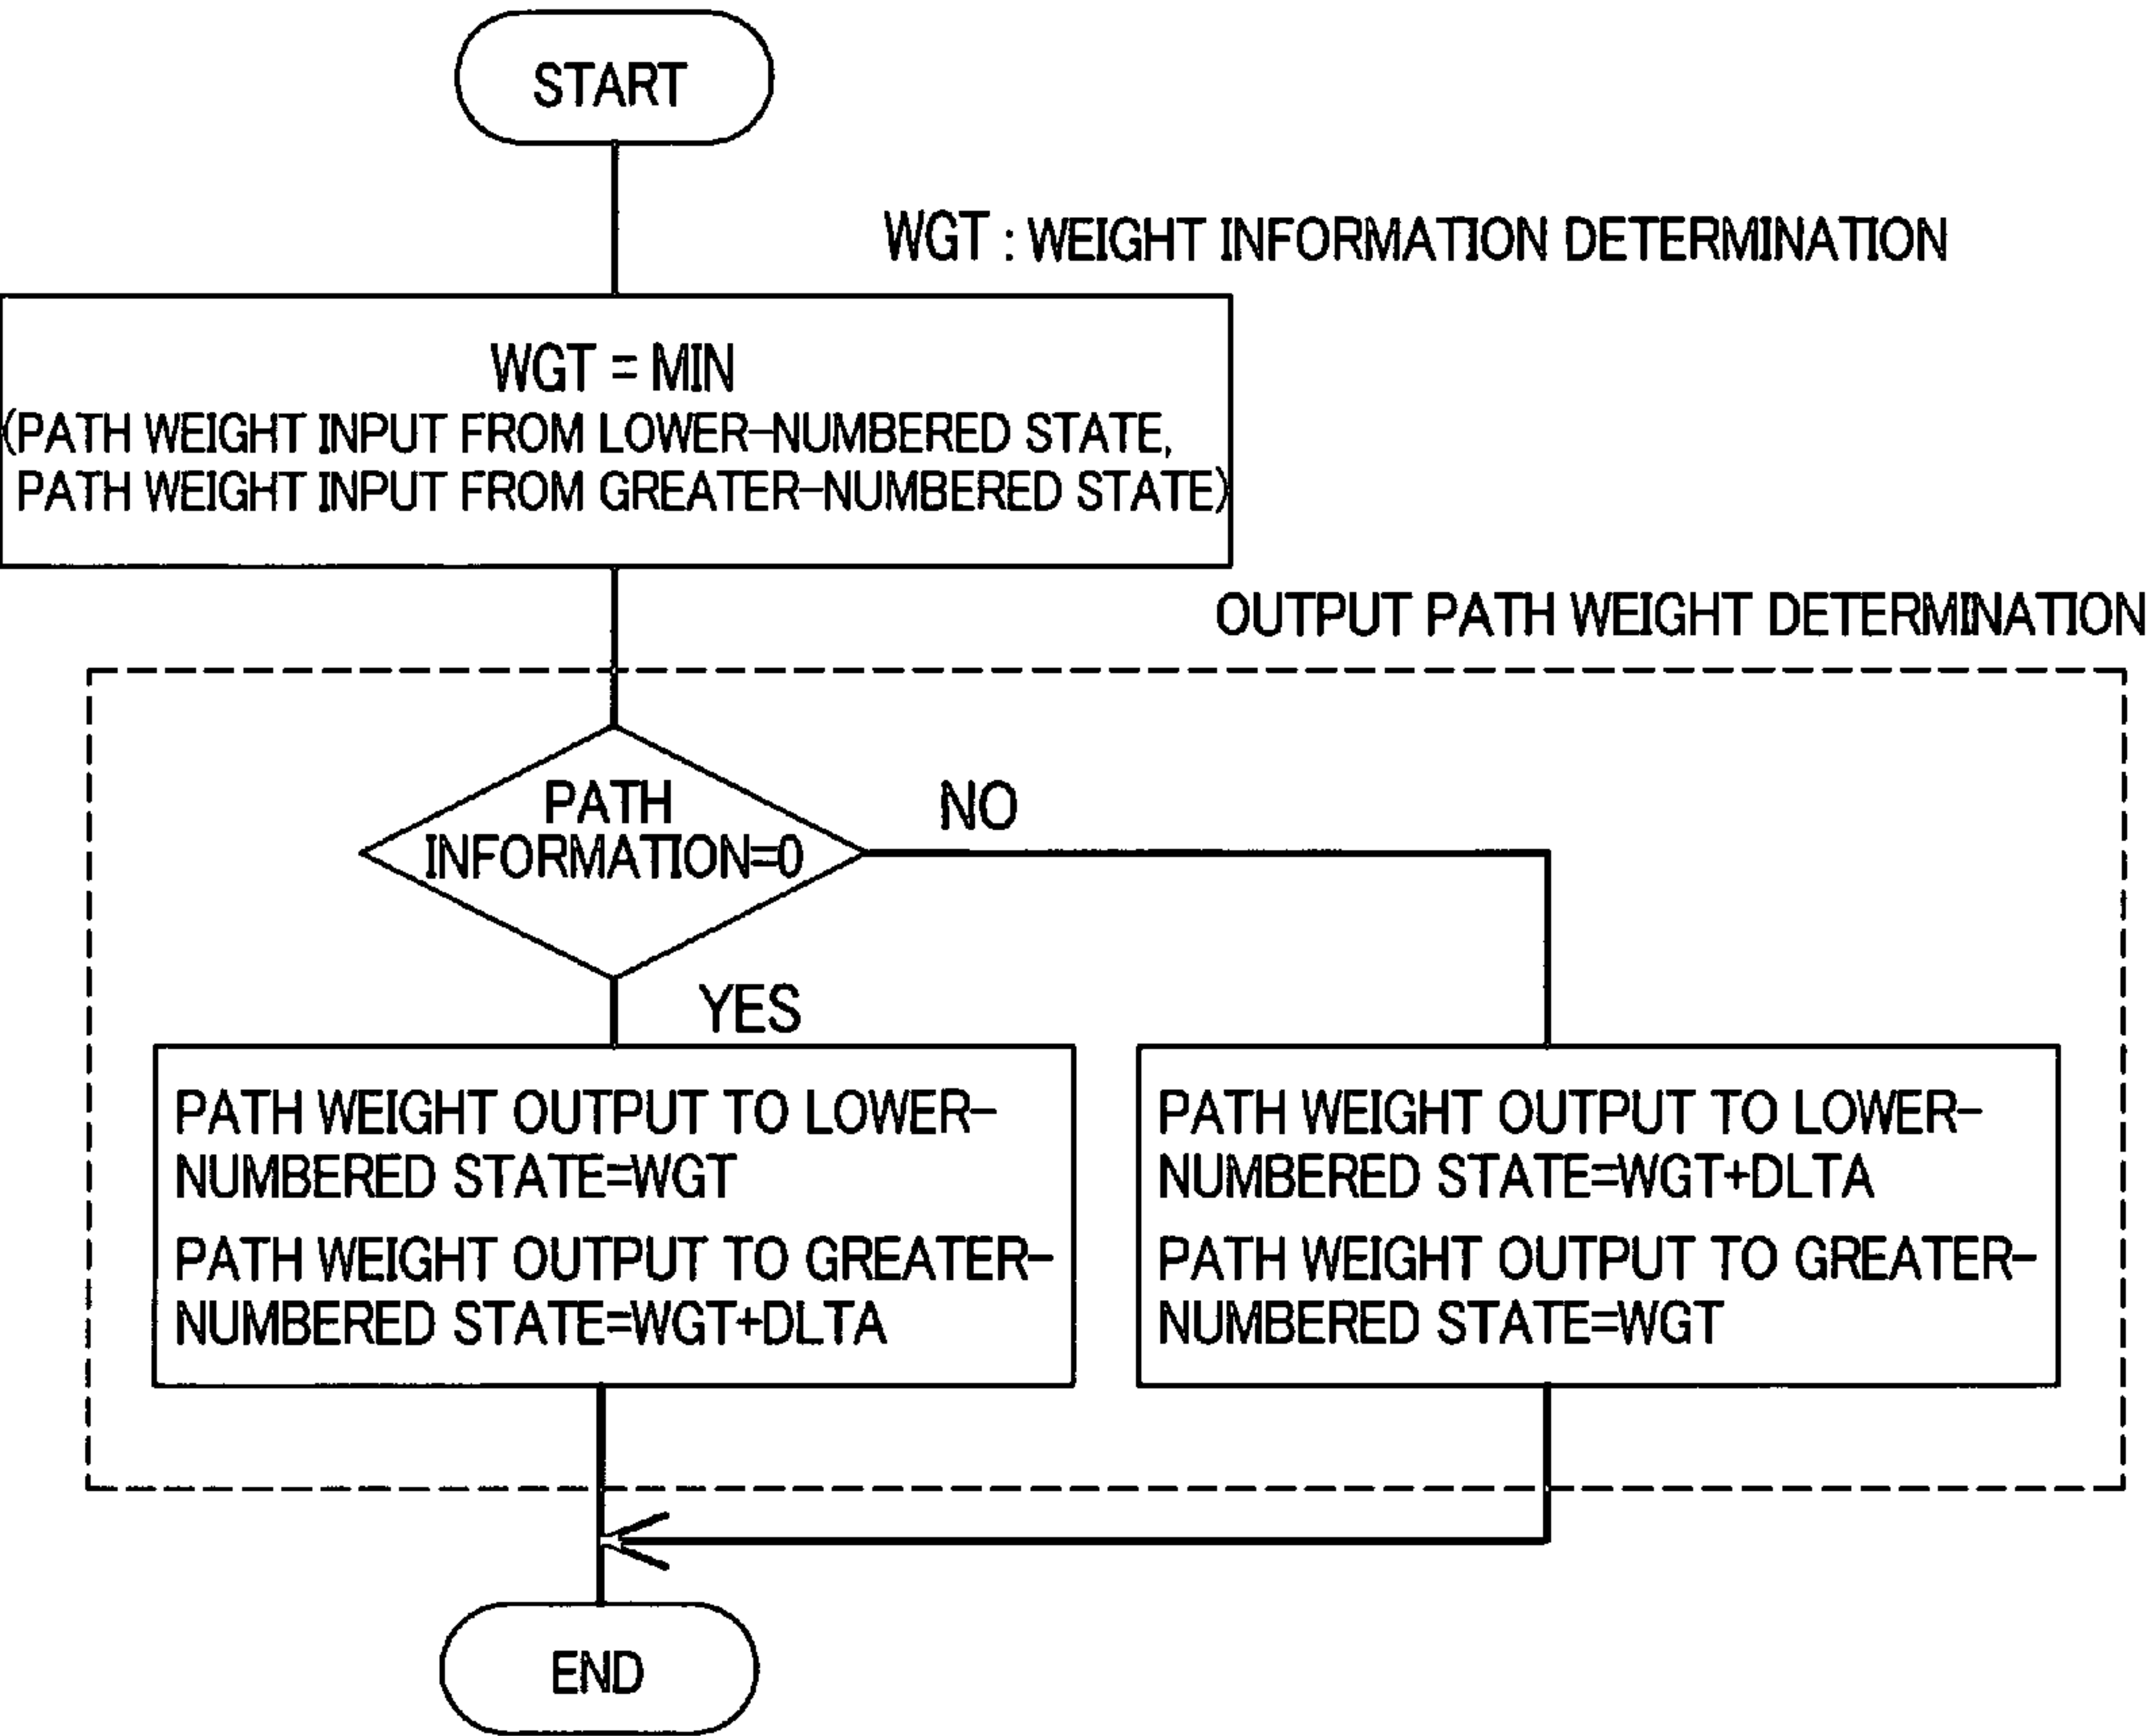 START
WGT : WEIGHT INFORMATION DETERMINATION
WGT = MIN
(PATH WEIGHT INPUT FROM LOWER-NUMBERED STATE,
PATH WEIGHT INPUT FROM GREATER-NUMBERED STATE)
OUTPUT PATH WEIGHT DETERMINATION
PATH
INFORMATION=0
NO
YES
PATH WEIGHT OUTPUT TO LOWER-
NUMBERED STATE=WGT
PATH WEIGHT OUTPUT TO GREATER-
NUMBERED STATE=WGT+DLTA
PATH WEIGHT OUTPUT TO LOWER-
NUMBERED STATE=WGT+DLTA
PATH WEIGHT OUTPUT TO GREATER-
NUMBERED STATE=WGT
END